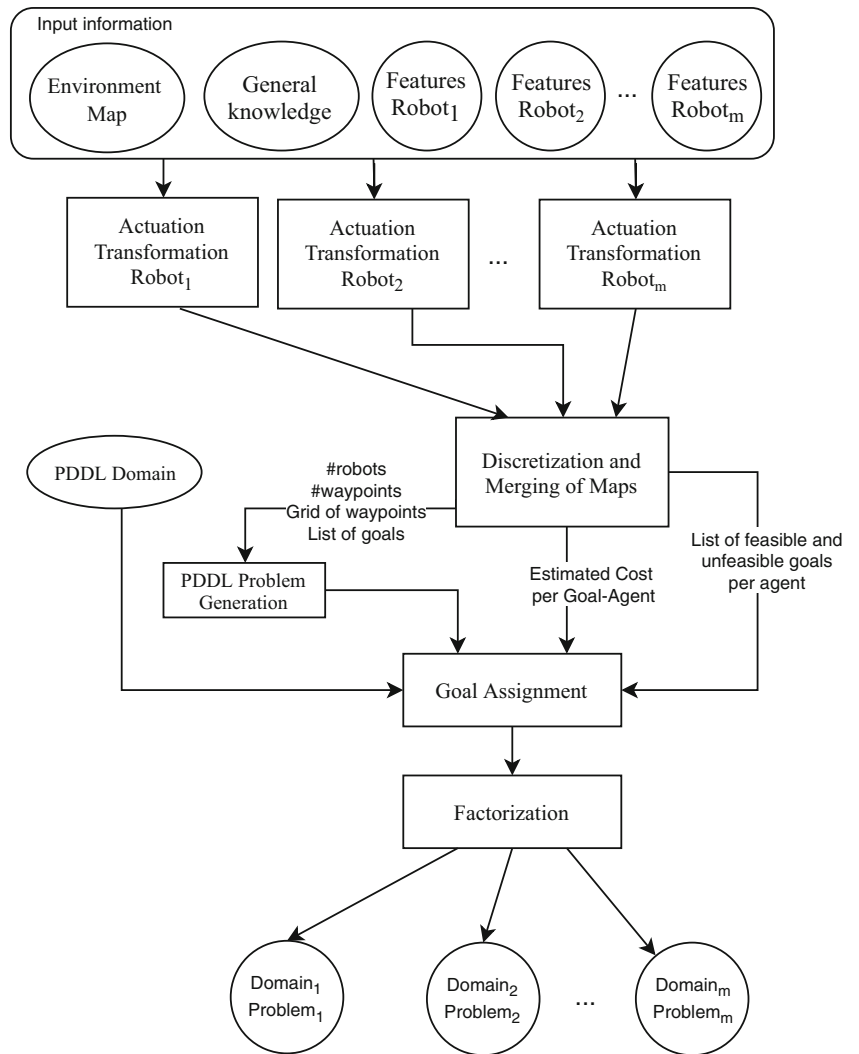 Input information
Environment
Map
General
knowledge
Features
Robot1
Features
Robot2
...
Features
Robotm
Actuation
Transformation
Robot1
Actuation
Transformation
Robot2
...
Actuation
Transformation
Robotm
PDDL Domain
#robots
#waypoints
Grid of waypoints
List of goals
Discretization and
Merging of Maps
PDDL Problem
Generation
Estimated Cost
per Goal-Agent
List of feasible and
unfeasible goals
per agent
Goal Assignment
Factorization
Domain1
Problem1
Domain2
Problem2
...
Domainm
Problemm